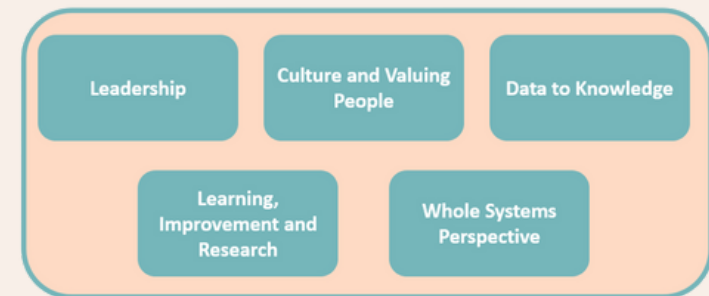 Leadership
Culture and Valuing
People
Data to Knowledge
Learning,
Improvement and
Research
Whole Systems
Perspective